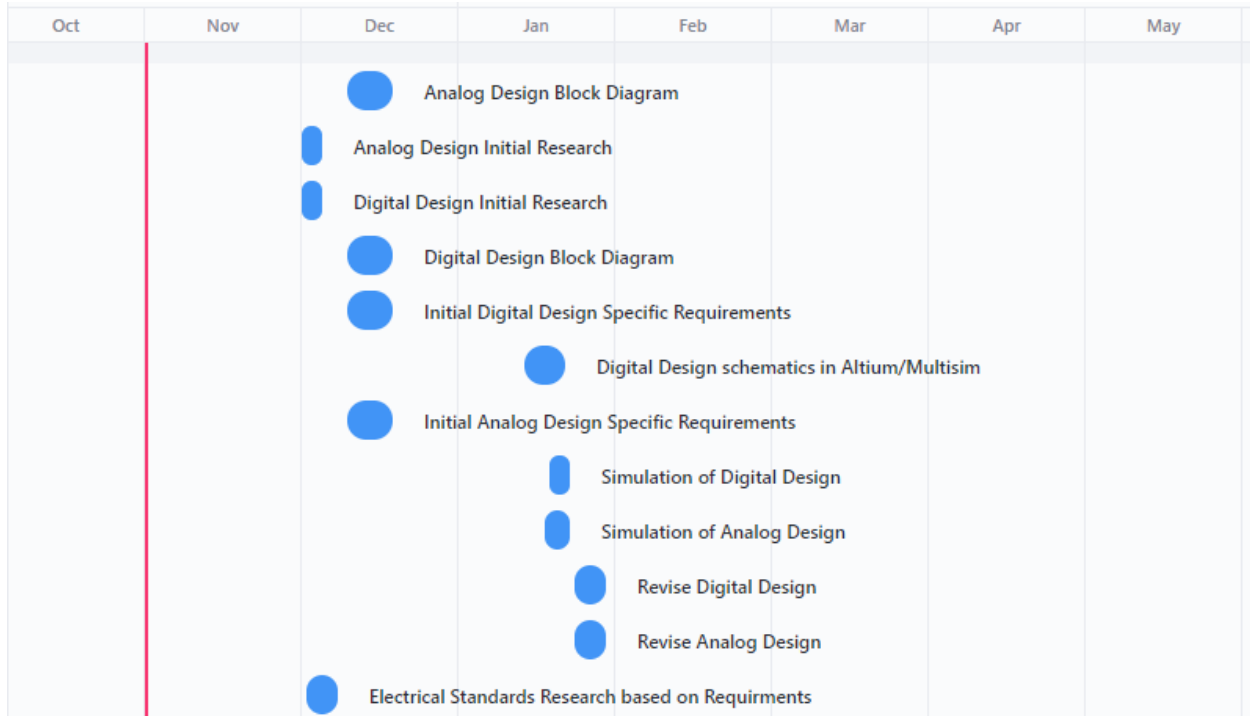 Oct Nov Dec Jan Feb Mar Apr May
Analog Design Block Diagram
Analog Design Initial Research
Digital Design Initial Research
Digital Design Block Diagram
Initial Digital Design Specific Requirements
Digital Design schematics in Altium/Multisim
Initial Analog Design Specific Requirements
Simulation of Digital Design
Simulation of Analog Design
Revise Digital Design
Revise Analog Design
Electrical Standards Research based on Requirments